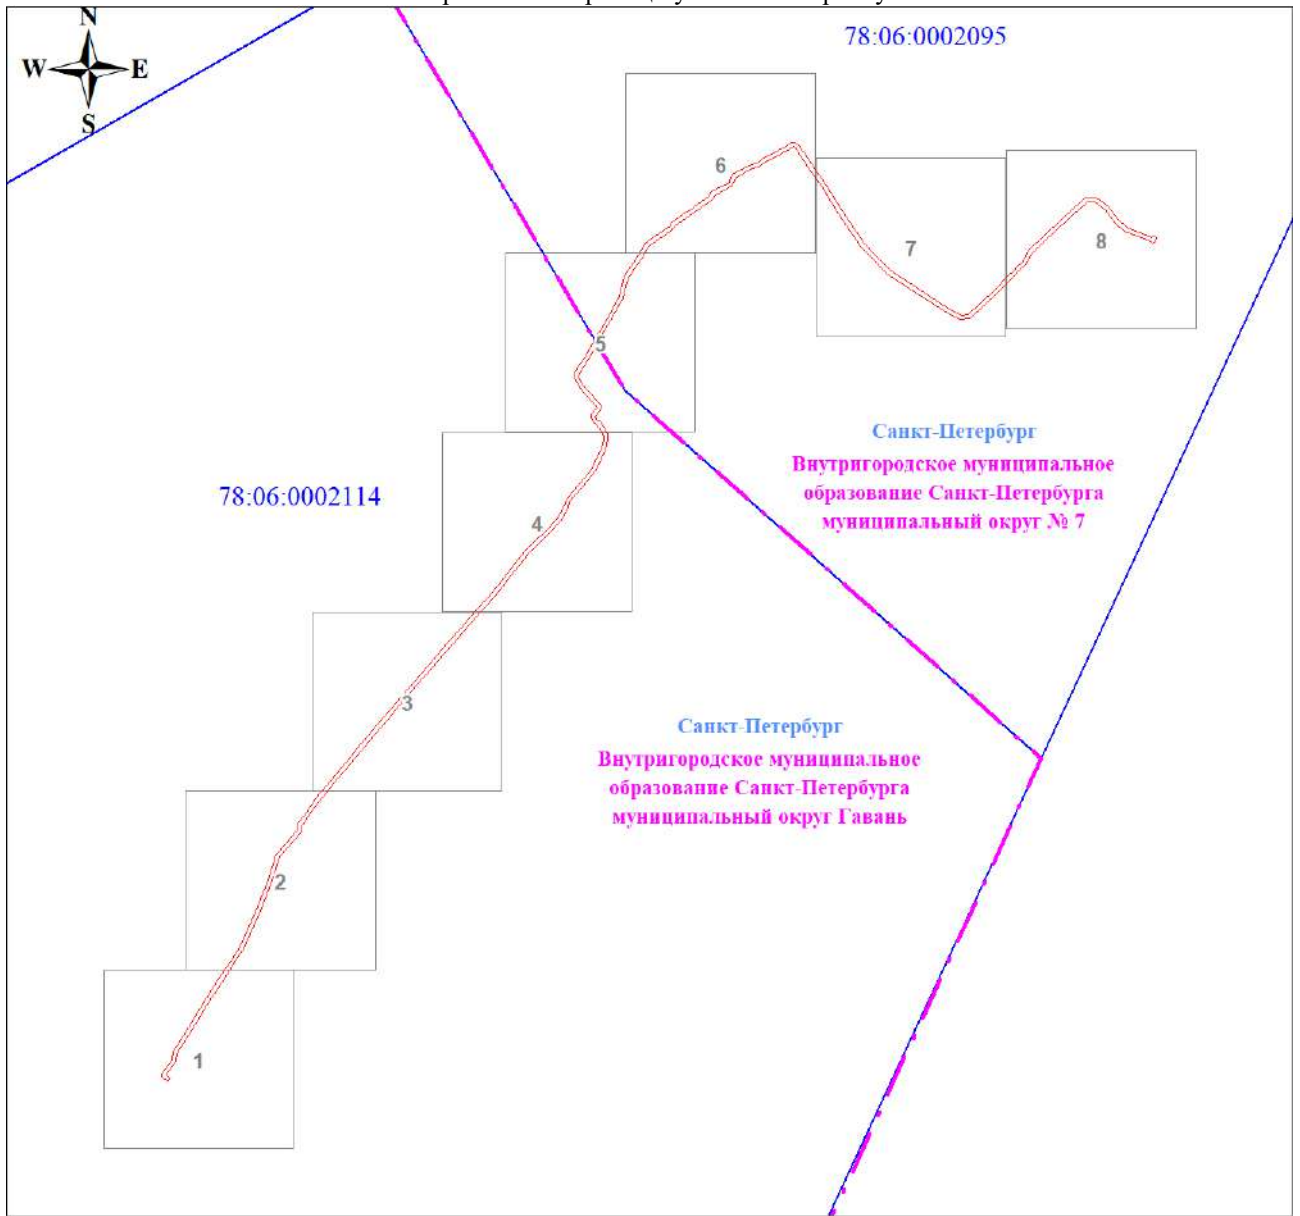 N
W E
S
78:06:0002095
6
7
8
5
Санкт-Петербург
Внутригородское муниципальное
образование Санкт-Петербурга
муниципальный округ № 7
78:06:0002114
4
3
Санкт-Петербург
Внутригородское муниципальное
образование Санкт-Петербурга
муниципальный округ Гавань
2
1